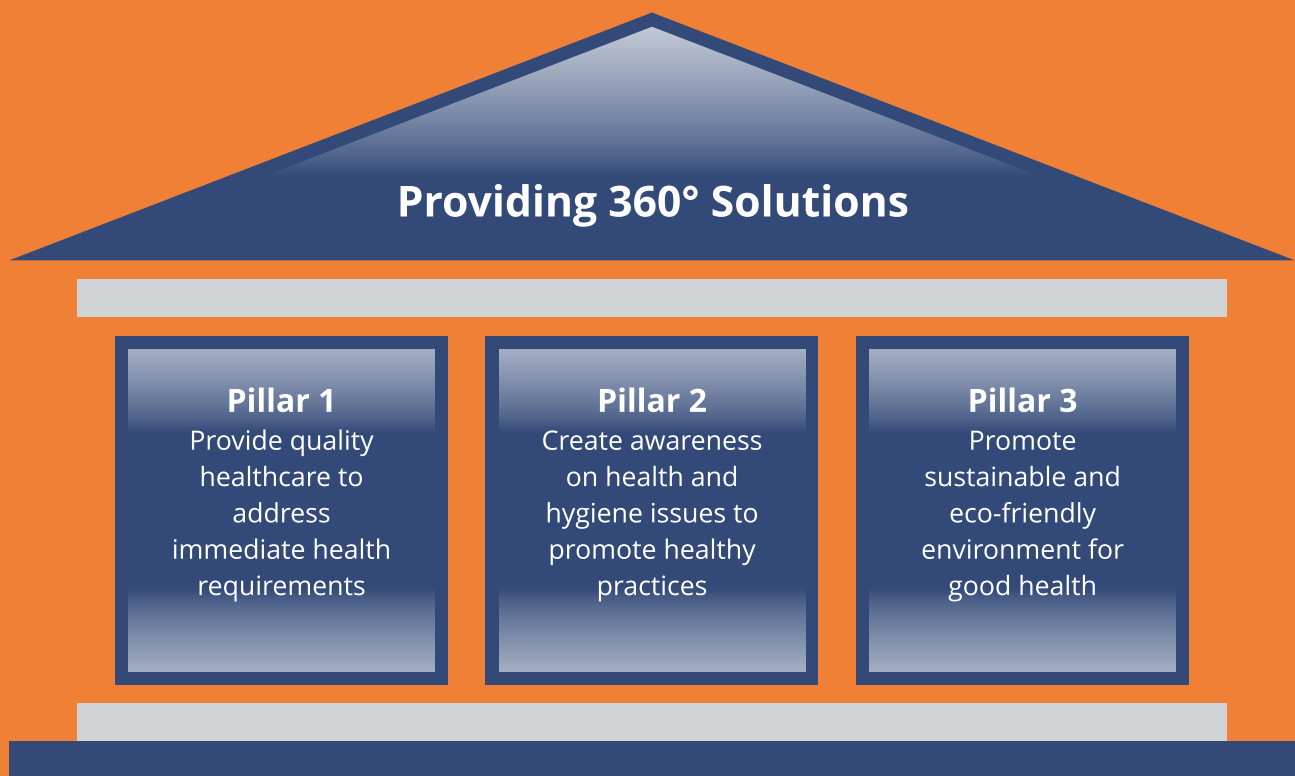 Providing 360° Solutions
Pillar 1
Provide quality
healthcare to
address
immediate health
requirements
Pillar 2
Create awareness
on health and
hygiene issues to
promote healthy
practices
Pillar 3
Promote
sustainable and
eco-friendly
environment for
good health